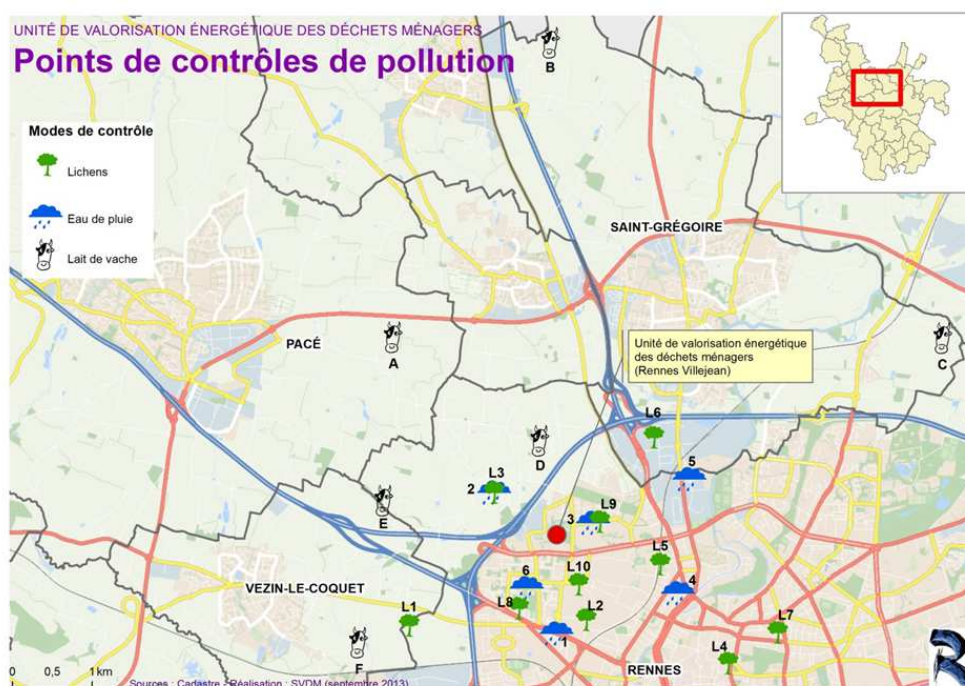 UNITÉ DE VALORISATION ÉNERGÉTIQUE DES DÉCHETS MÉNAGERS
Points de contrôles de pollution
B
Modes de contrôle
Lichens
Eau de pluie
Lait de vache
SAINT-GRÉGOIRE
PACÉ
A
Unité de valorisation énergétique
des déchets ménagers
(Rennes Villejean)
C
L6
D
L3
2
5
E
3
L9
L5
6
L10
4
VEZIN-LE-COQUET
L1
L8
L2
L7
1
F
L4
RENNES
0 0,5 1km
Sources : Cadastre - Réalisation : SVDM (septembre 2013)